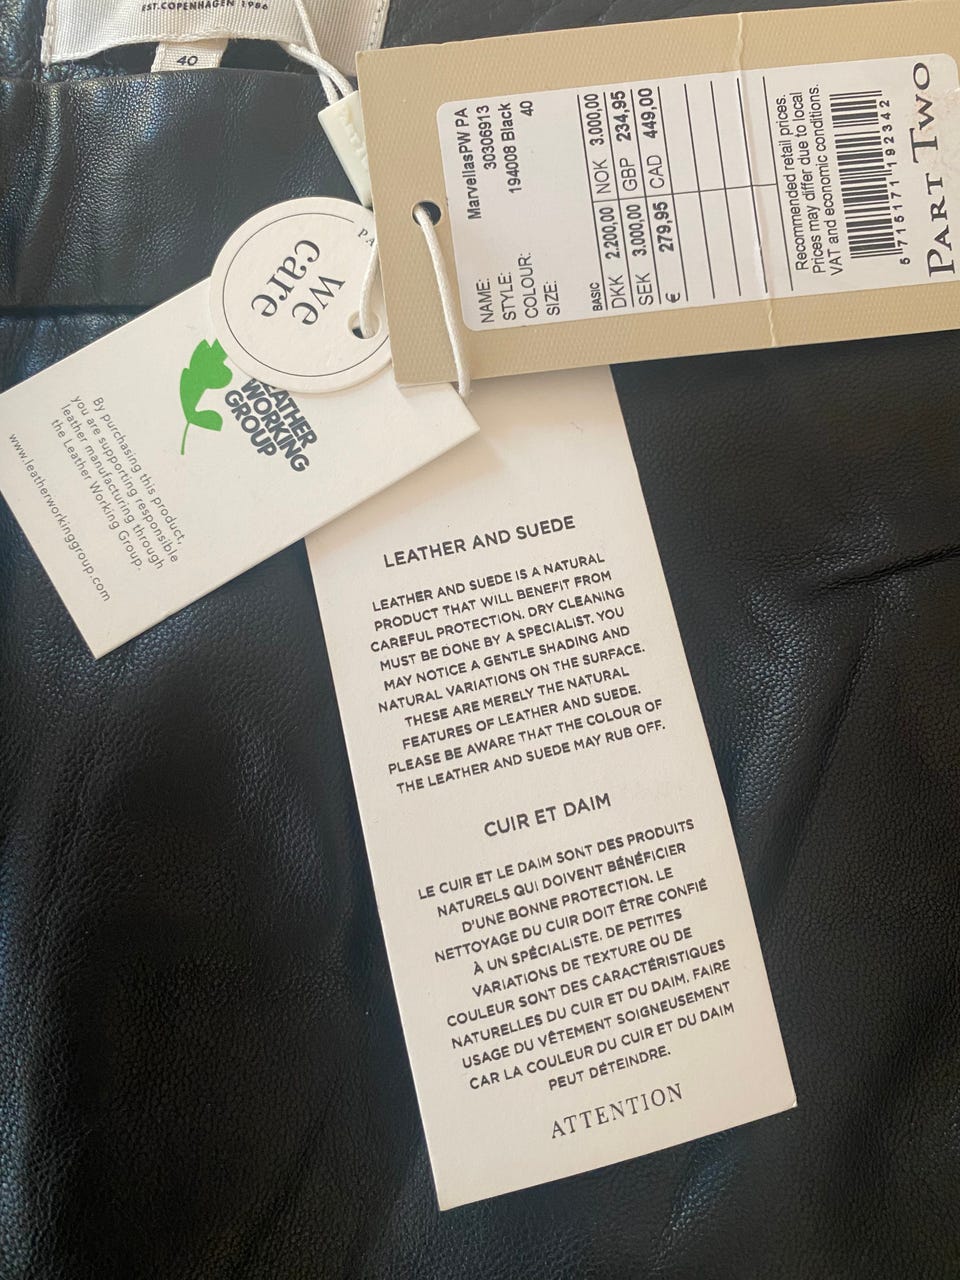 EST.COPENHAGEN 1986
40
we
care
LEATHER
WORKING
GROUP
By purchasing this product,
you are supporting responsible
leather manufacturing through
the Leather Working Group.
www.leatherworkinggroup.com
NAME: MarvellasPW PA
STYLE: 30306913
COLOUR: 194008 Black
SIZE: 40
BASIC
DKK 2.200,00 NOK 3.000,00
SEK 3.000,00 GBP 234,95
€ 279,95 CAD 449,00
Recommended retail prices.
Prices may differ due to local
VAT and economic conditions.
5 715171 192342
PART TWO
LEATHER AND SUEDE
LEATHER AND SUEDE IS A NATURAL
PRODUCT THAT WILL BENEFIT FROM
CAREFUL PROTECTION. DRY CLEANING
MUST BE DONE BY A SPECIALIST. YOU
MAY NOTICE A GENTLE SHADING AND
NATURAL VARIATIONS ON THE SURFACE.
THESE ARE MERELY THE NATURAL
FEATURES OF LEATHER AND SUEDE.
PLEASE BE AWARE THAT THE COLOUR OF
THE LEATHER AND SUEDE MAY RUB OFF.
CUIR ET DAIM
LE CUIR ET LE DAIM SONT DES PRODUITS
NATURELS QUI DOIVENT BÉNÉFICIER
D'UNE BONNE PROTECTION. LE
NETTOYAGE DU CUIR DOIT ÊTRE CONFIÉ
À UN SPÉCIALISTE. DE PETITES
VARIATIONS DE TEXTURE OU DE
COULEUR SONT DES CARACTÉRISTIQUES
NATURELLES DU CUIR ET DU DAIM. FAIRE
USAGE DU VÊTEMENT SOIGNEUSEMENT
CAR LA COULEUR DU CUIR ET DU DAIM
PEUT DÉTEINDRE.
ATTENTION